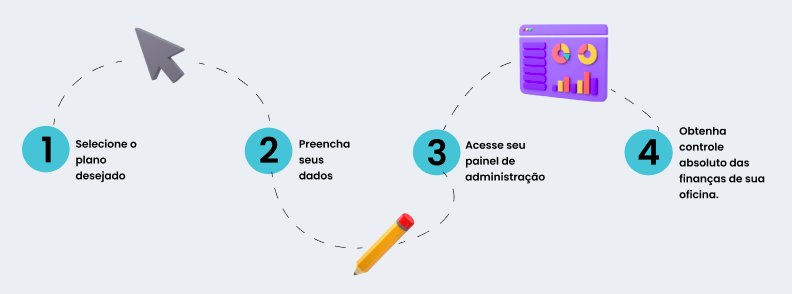 1
Selecione o
plano
desejado
2
Preencha
seus
dados
3
Acesse seu
painel de
administração
4
Obtenha
controle
absoluto das
finanças de sua
oficina.